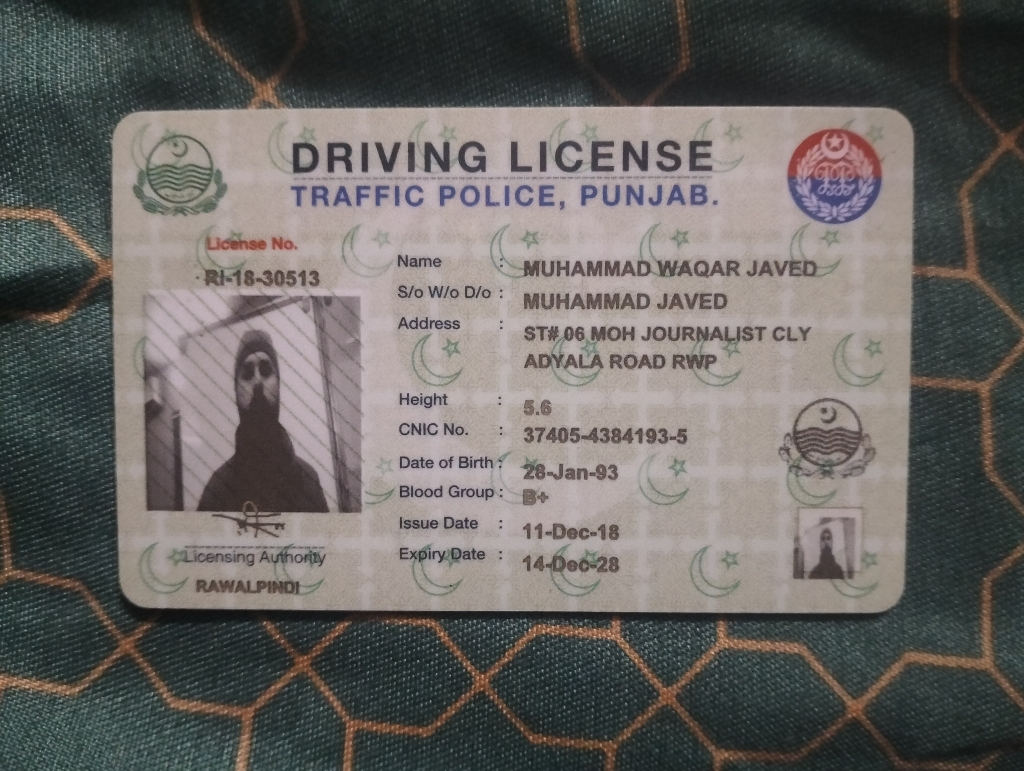 DRIVING LICENSE
TRAFFIC POLICE, PUNJAB.
License No.
RI-18-30513
Name : MUHAMMAD WAQAR JAVED
S/o W/o D/o : MUHAMMAD JAVED
Address : ST# 06 MOH JOURNALIST CLY
ADYALA ROAD RWP
Height : 5.6
CNIC No. : 37405-4384193-5
Date of Birth : 28-Jan-93
Blood Group : B+
Issue Date : 11-Dec-18
Expiry Date : 14-Dec-28
Licensing Authority
RAWALPINDI